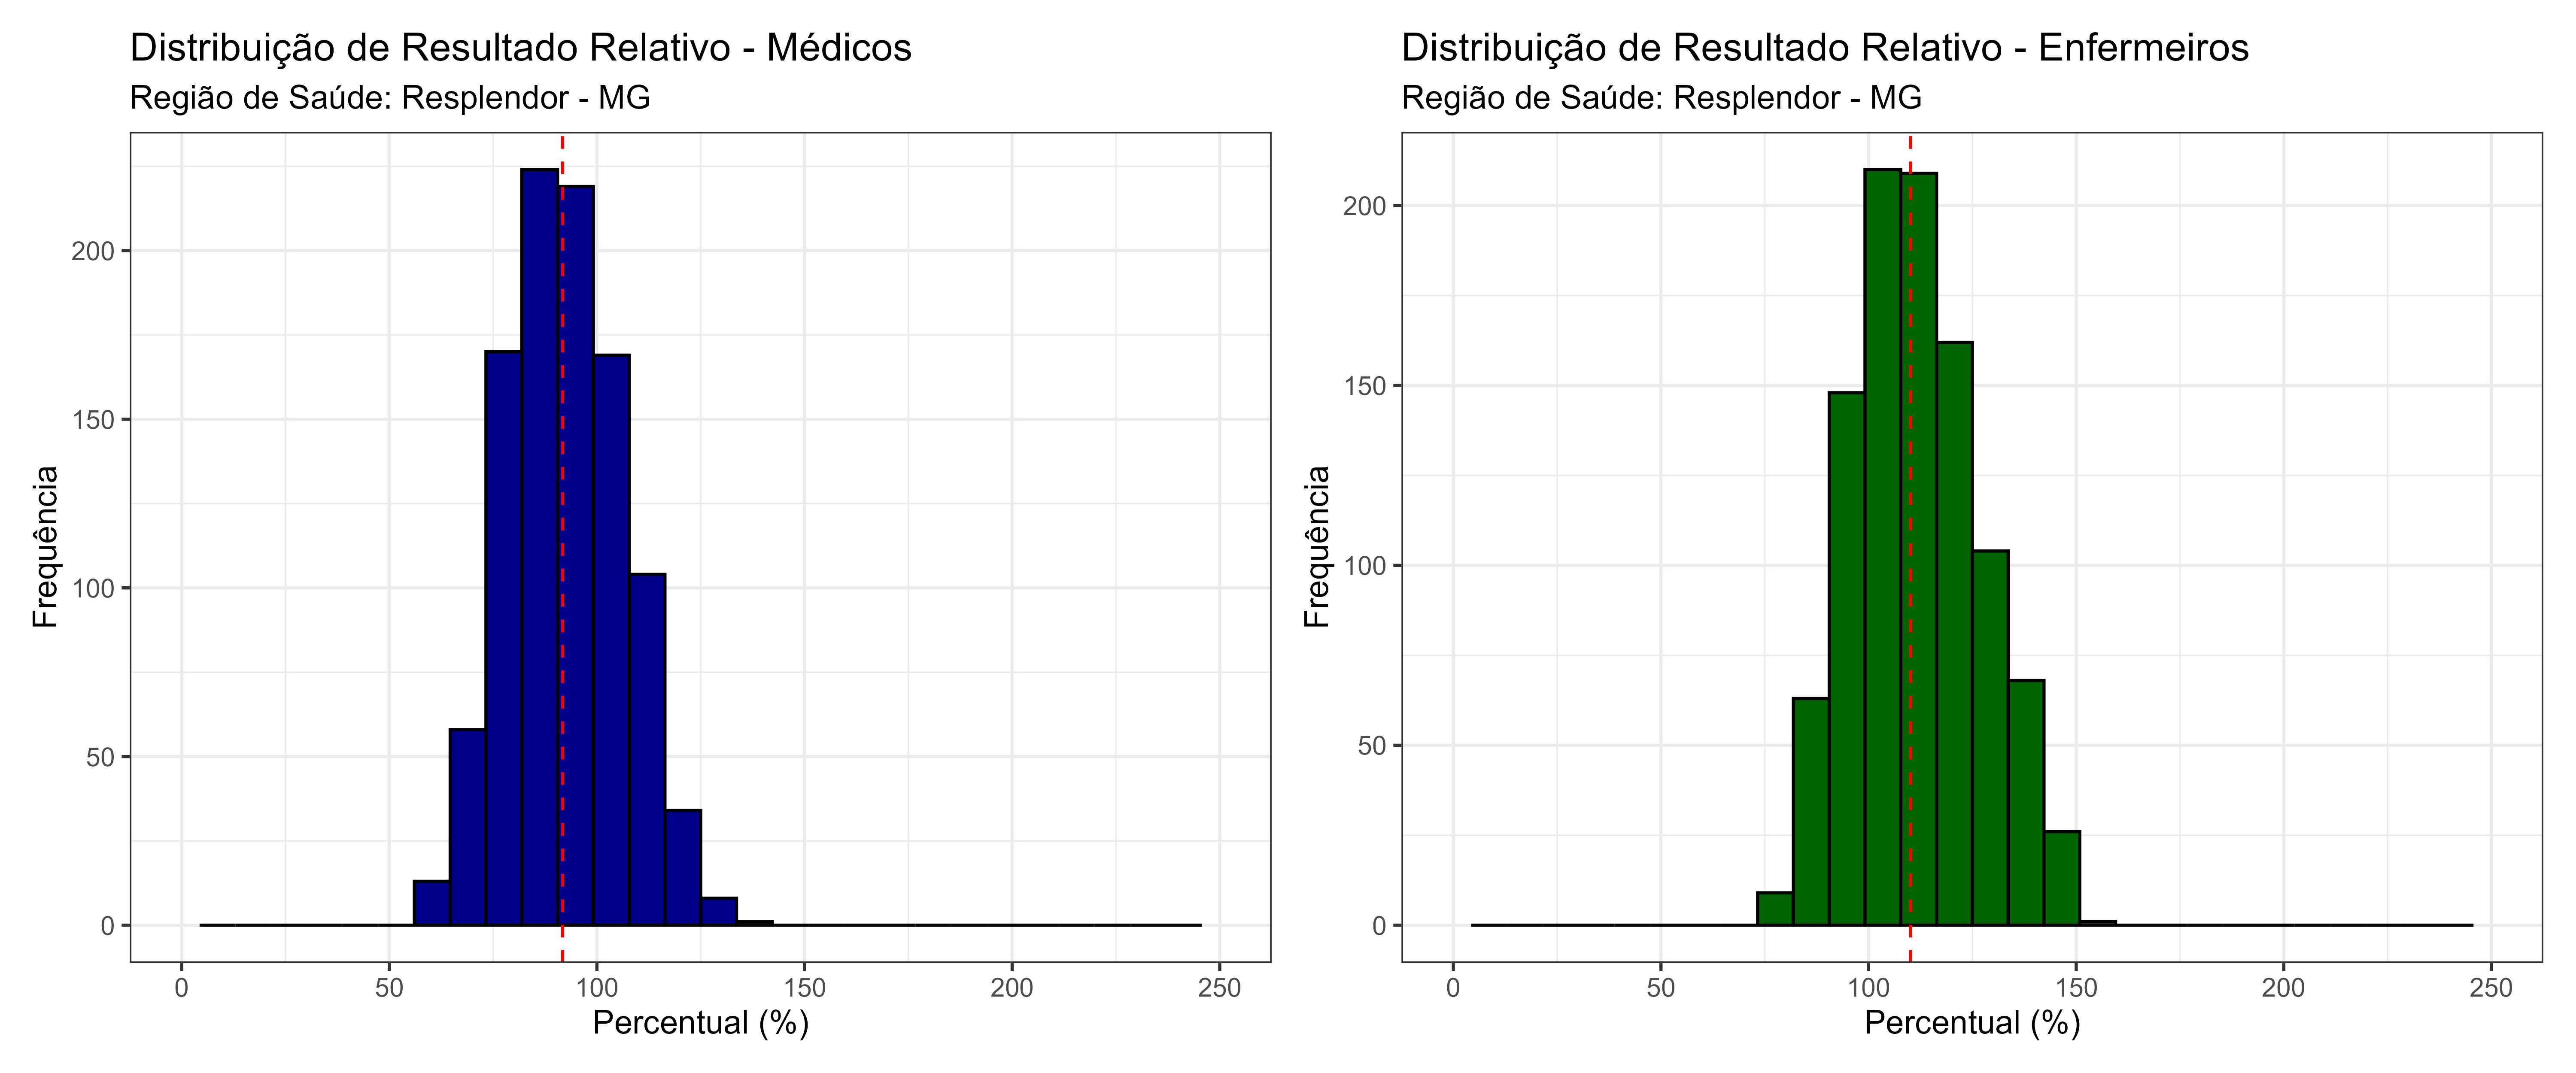 Distribuição de Resultado Relativo - Médicos
Região de Saúde: Resplendor - MG
Frequência
200
150
100
50
0
0 50 100 150 200 250
Percentual (%)
Distribuição de Resultado Relativo - Enfermeiros
Região de Saúde: Resplendor - MG
Frequência
200
150
100
50
0
0 50 100 150 200 250
Percentual (%)